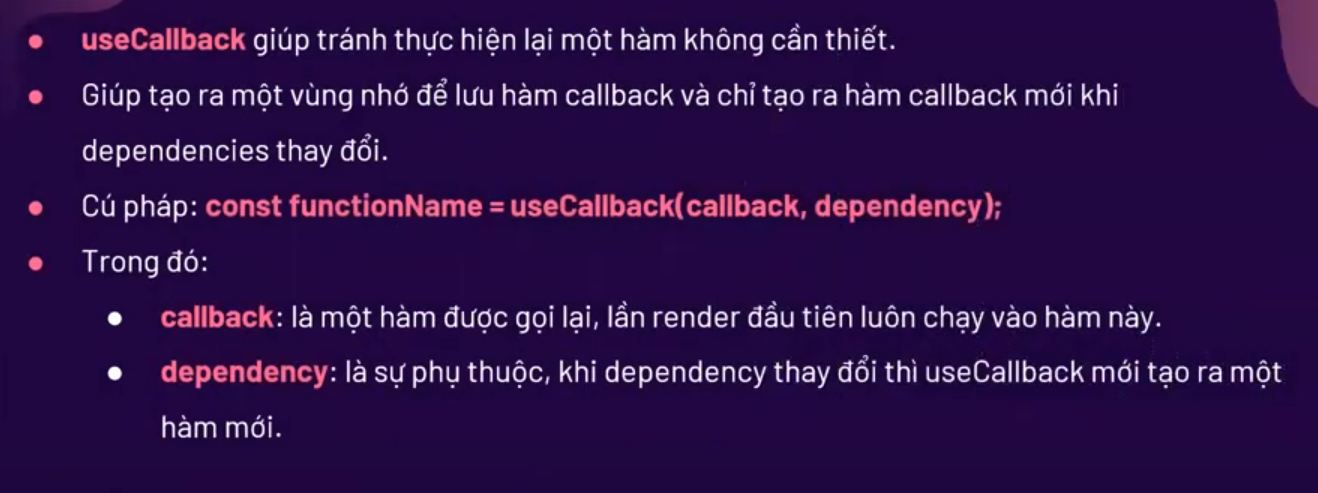 useCallback giúp tránh thực hiện lại một hàm không cần thiết.
Giúp tạo ra một vùng nhớ để lưu hàm callback và chỉ tạo ra hàm callback mới khi
dependencies thay đổi.
Cú pháp: const functionName = useCallback(callback, dependency);
Trong đó:
callback: là một hàm được gọi lại, lần render đầu tiên luôn chạy vào hàm này.
dependency: là sự phụ thuộc, khi dependency thay đổi thì useCallback mới tạo ra một
hàm mới.